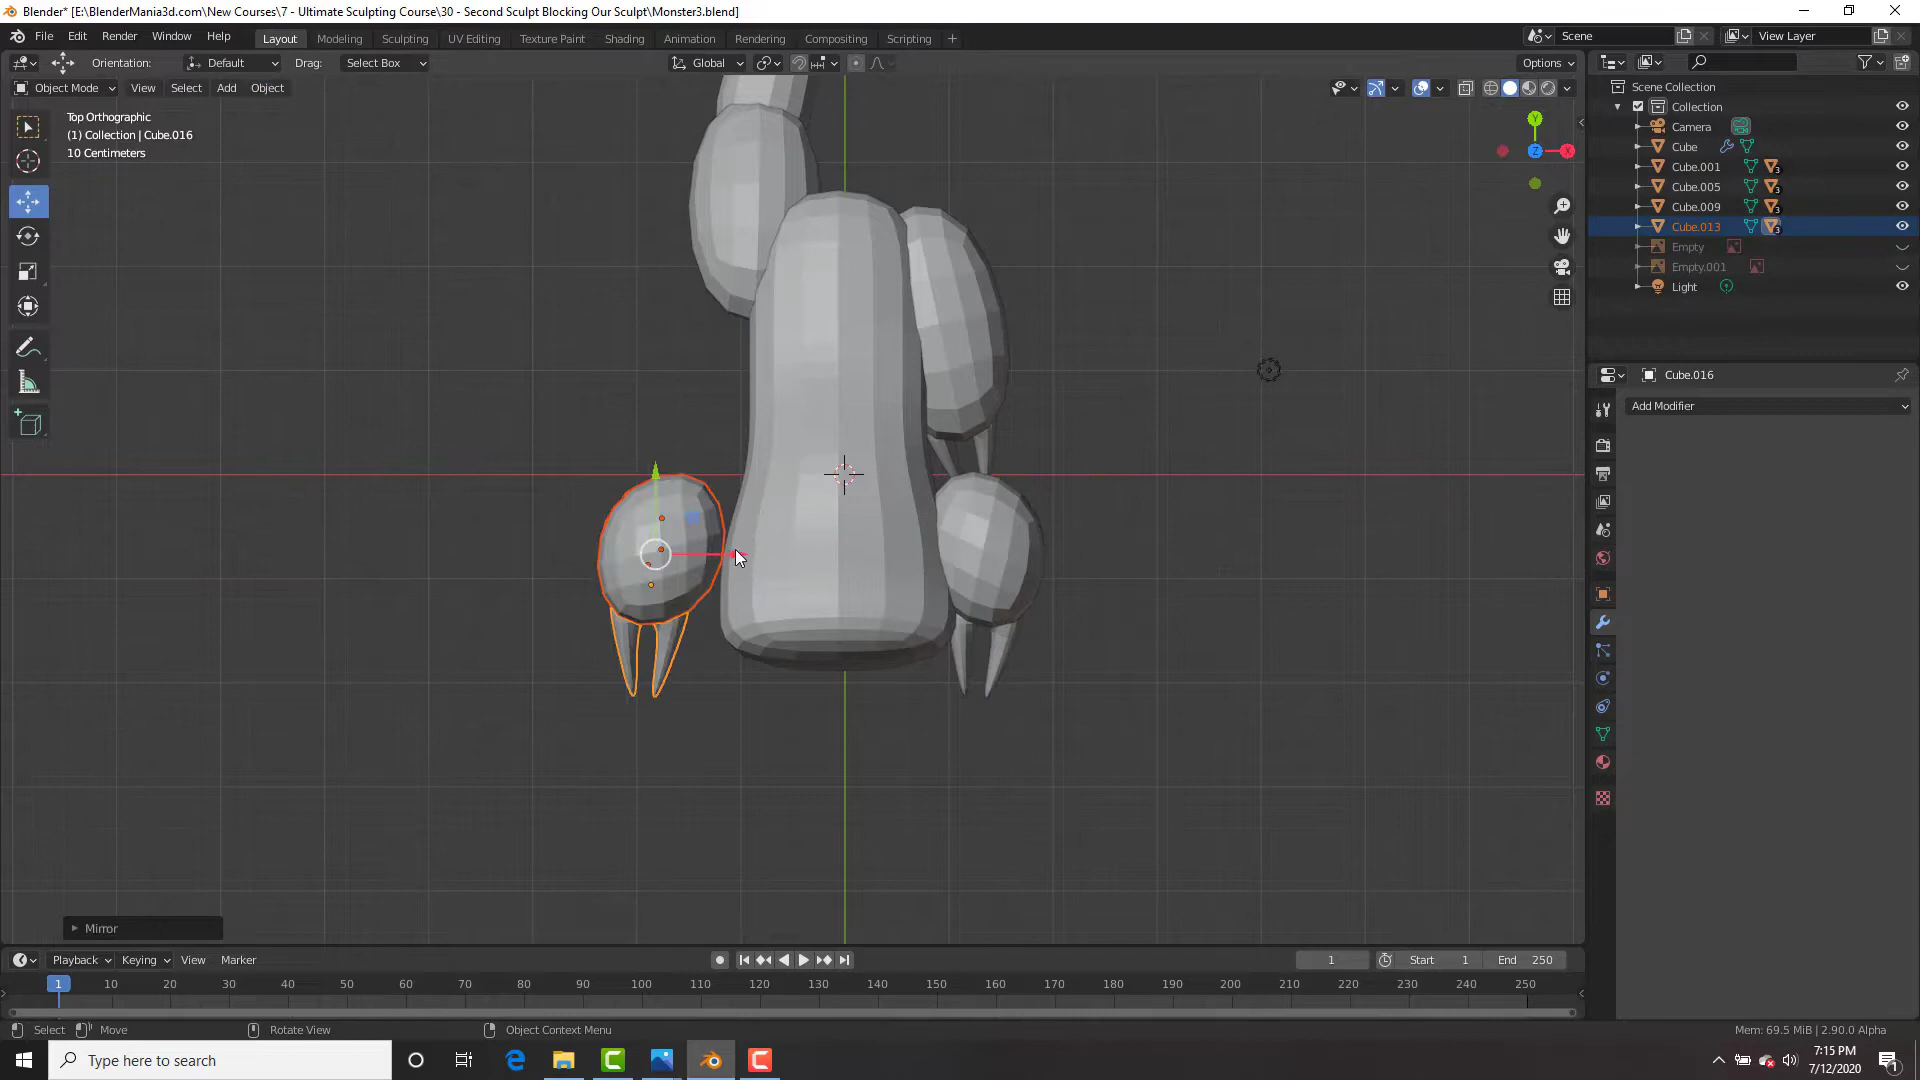 Blender* [E:\BlenderMania3d.com\New Courses\7 - Ultimate Sculpting Course\30 - Second Sculpt Blocking Our Sculpt\Monster3.blend]
File Edit Render Window Help Layout Modeling Sculpting UV Editing Texture Paint Shading Animation Rendering Compositing Scripting + Scene View Layer
Orientation: Default Drag: Select Box Global Options
Object Mode View Select Add Object
Top Orthographic
(1) Collection | Cube.016
10 Centimeters
Y
X
Z
Scene Collection
Collection
Camera
Cube
Cube.001 3
Cube.005 3
Cube.009 3
Cube.013 3
Empty
Empty.001
Light
Cube.016
Add Modifier
Mirror
Playback Keying View Marker 1 Start 1 End 250
1 10 20 30 40 50 60 70 80 90 100 110 120 130 140 150 160 170 180 190 200 210 220 230 240 250
Select Move Rotate View Object Context Menu Mem: 69.5 MiB | 2.90.0 Alpha
Type here to search
7:15 PM
7/12/2020
1